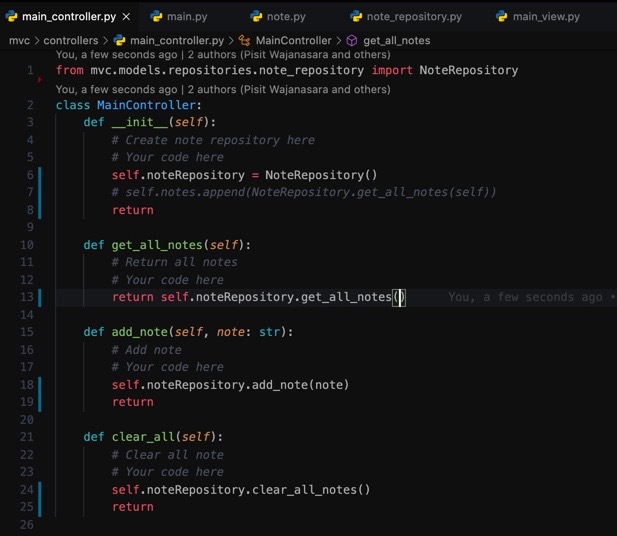 main_controller.py × main.py note.py note_repository.py main_view.py
mvc > controllers > main_controller.py > MainController > get_all_notes
You, a few seconds ago | 2 authors (Pisit Wajanasara and others)
1 from mvc.models.repositories.note_repository import NoteRepository
You, a few seconds ago | 2 authors (Pisit Wajanasara and others)
2 class MainController:
3 def __init__(self):
4 # Create note repository here
5 # Your code here
6 self.noteRepository = NoteRepository()
7 # self.notes.append(NoteRepository.get_all_notes(self))
8 return
9
10 def get_all_notes(self):
11 # Return all notes
12 # Your code here
13 return self.noteRepository.get_all_notes() You, a few seconds ago •
14
15 def add_note(self, note: str):
16 # Add note
17 # Your code here
18 self.noteRepository.add_note(note)
19 return
20
21 def clear_all(self):
22 # Clear all note
23 # Your code here
24 self.noteRepository.clear_all_notes()
25 return
26